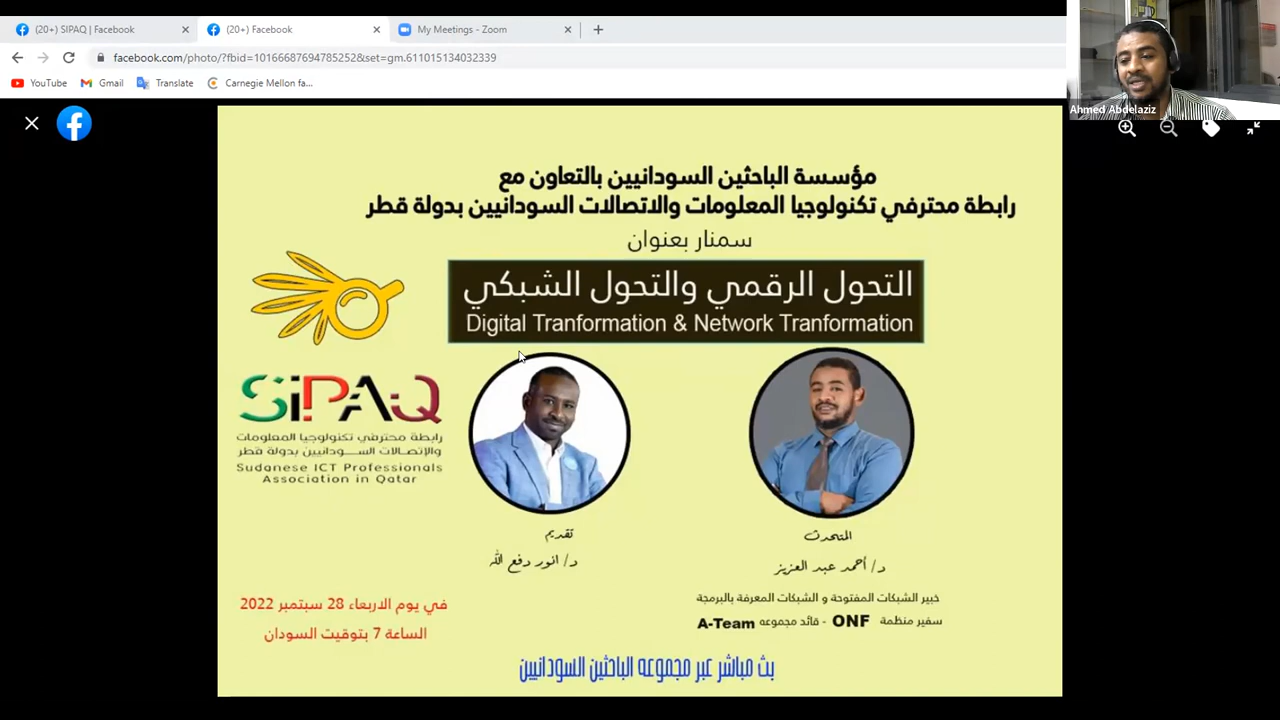 (20+) SIPAQ | Facebook
(20+) Facebook
My Meetings - Zoom
facebook.com/photo/?fbid=10166687694785252&set=gm.611015134032339
YouTube
Gmail
Translate
Carnegie Mellon fa...
Ahmed Abdelaziz
مؤسسة الباحثين السودانيين بالتعاون مع
رابطة محترفي تكنولوجيا المعلومات والاتصالات السودانيين بدولة قطر
سمنار بعنوان
التحول الرقمي والتحول الشبكي
Digital Tranformation & Network Tranformation
SiPAQ
رابطة محترفي تكنولوجيا المعلومات
والإتصالات الســودانيين بدولة قطر
Sudanese ICT Professionals
Association in Qatar
المتحدث
د/ أحمد عبد العزيز
خبير الشبكات المفتوحة و الشبكات المعرفة بالبرمجة
سفير منظمة ONF - قائد مجموعه A-Team
تقديم
د/ انور دفع الله
في يوم الاربعاء 28 سبتمبر 2022
الساعة 7 بتوقيت السودان
بث مباشر عبر مجموعه الباحثين السودانيين